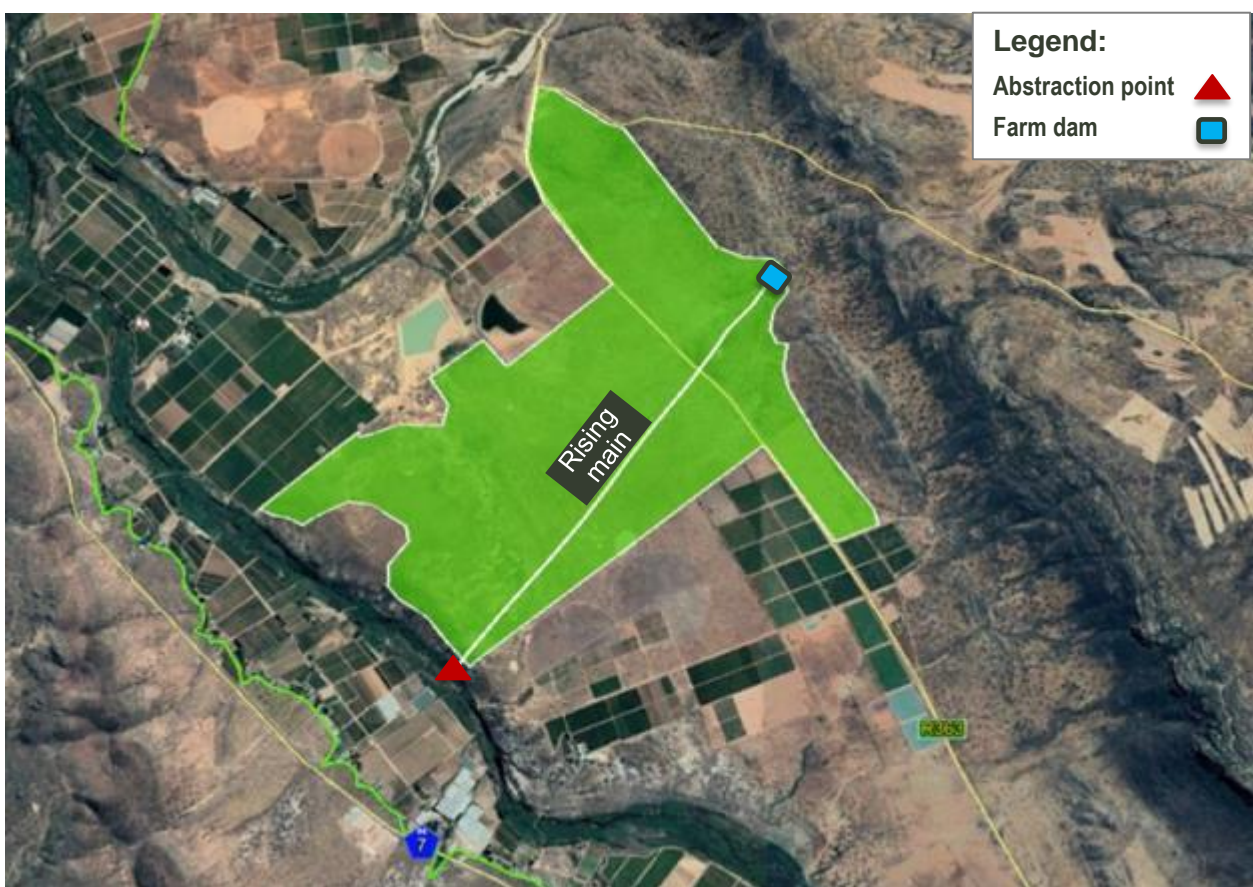 Legend:
Abstraction point
Farm dam
Rising
main
R363
N
7